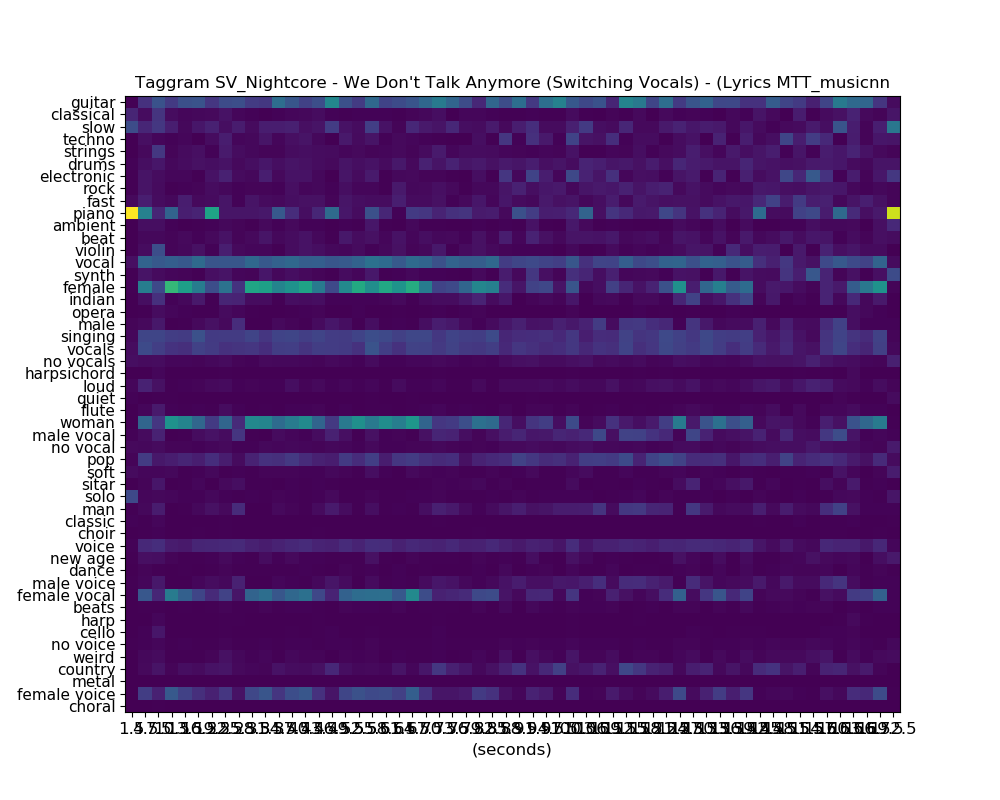 Taggram SV_Nightcore - We Don't Talk Anymore (Switching Vocals) - (Lyrics MTT_musicnn
guitar
classical
slow
techno
strings
drums
electronic
rock
fast
piano
ambient
beat
violin
vocal
synth
female
indian
opera
male
singing
vocals
no vocals
harpsichord
loud
quiet
flute
woman
male vocal
no vocal
pop
soft
sitar
solo
man
classic
choir
voice
new age
dance
male voice
female vocal
beats
harp
cello
no voice
weird
country
metal
female voice
choral
(seconds)